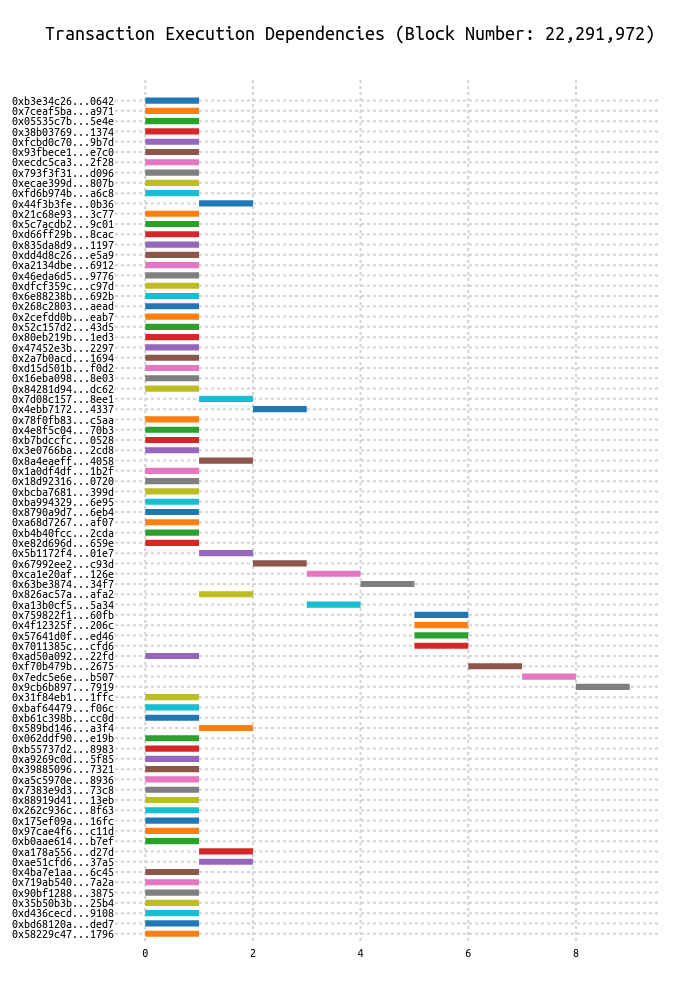 Transaction Execution Dependencies (Block Number: 22,291,972)
0xb3e34c26...0642
0x7ceaf5ba...a971
0x05535c7b...5e4e
0x38b03769...1374
0xfcbd0c70...9b7d
0x93fbece1...e7c0
0xecdc5ca3...2f28
0x793f3f31...d096
0xecae399d...807b
0xfd6b974b...a6c8
0x44f3b3fe...0b36
0x21c68e93...3c77
0x5c7acdb2...9c01
0xd66ff29b...8cac
0x835da8d9...1197
0xdd4d8c26...e5a9
0xa2134dbe...6912
0x46eda6d5...9776
0xdfcf359c...c97d
0x6e88238b...692b
0x268c2803...aead
0x2cefdd0b...eab7
0x52c157d2...43d5
0x80eb219b...1ed3
0x47452e3b...2297
0x2a7b0acd...1694
0xd15d501b...f0d2
0x16eba098...8e03
0x84281d94...dc62
0x7d08c157...8ee1
0x4ebb7172...4337
0x78f0fb83...c5aa
0x4e8f5c04...70b3
0xb7bdccfc...0528
0x3e0766ba...2cd8
0x8a4eaeff...4058
0x1a0df4df...1b2f
0x18d92316...0720
0xbcba7681...399d
0xba994329...6e95
0x8790a9d7...6eb4
0xa68d7267...af07
0xb4b40fcc...2cda
0xe82d696d...659e
0x5b1172f4...01e7
0x67992ee2...c93d
0xca1e20af...126e
0x63be3874...34f7
0x826ac57a...afa2
0xa13b0cf5...5a34
0x759822f1...60fb
0x4f12325f...206c
0x57641d0f...ed46
0x7011385c...cfd6
0xad50a092...22fd
0xf70b479b...2675
0x7edc5e6e...b507
0x9cb6b897...7919
0x31f84eb1...1ffc
0xbaf64479...f06c
0xb61c398b...cc0d
0x589bd146...a3f4
0x062ddf90...e19b
0xb55737d2...8983
0xa9269c0d...5f85
0x39885096...7321
0xa5c5970e...8936
0x7383e9d3...73c8
0x88919d41...13eb
0x262c936c...8f63
0x175ef09a...16fc
0x97cae4f6...c11d
0xb0aae614...b7ef
0xa178a556...d27d
0xae51cfd6...37a5
0x4ba7e1aa...6c45
0x719ab540...7a2a
0x90bf1288...3875
0x35b50b3b...25b4
0xd436cecd...9108
0xbd68120a...ded7
0x58229c47...1796
0 2 4 6 8